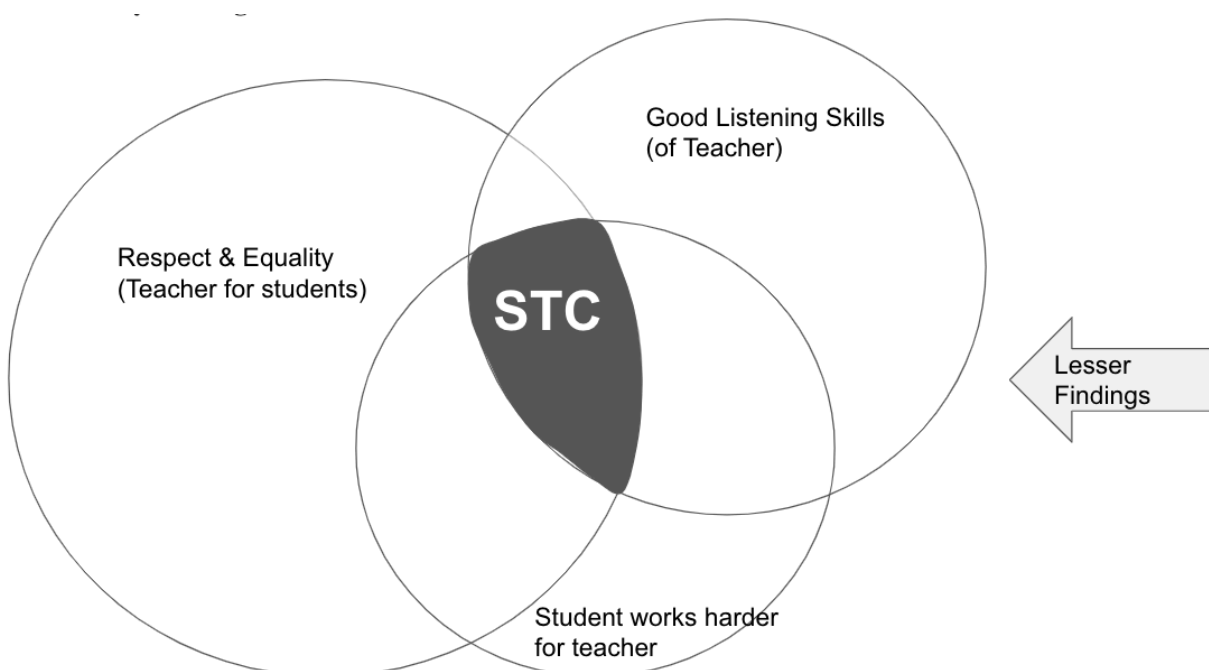 Good Listening Skills
(of Teacher)
Respect & Equality
(Teacher for students)
STC
Lesser
Findings
Student works harder
for teacher